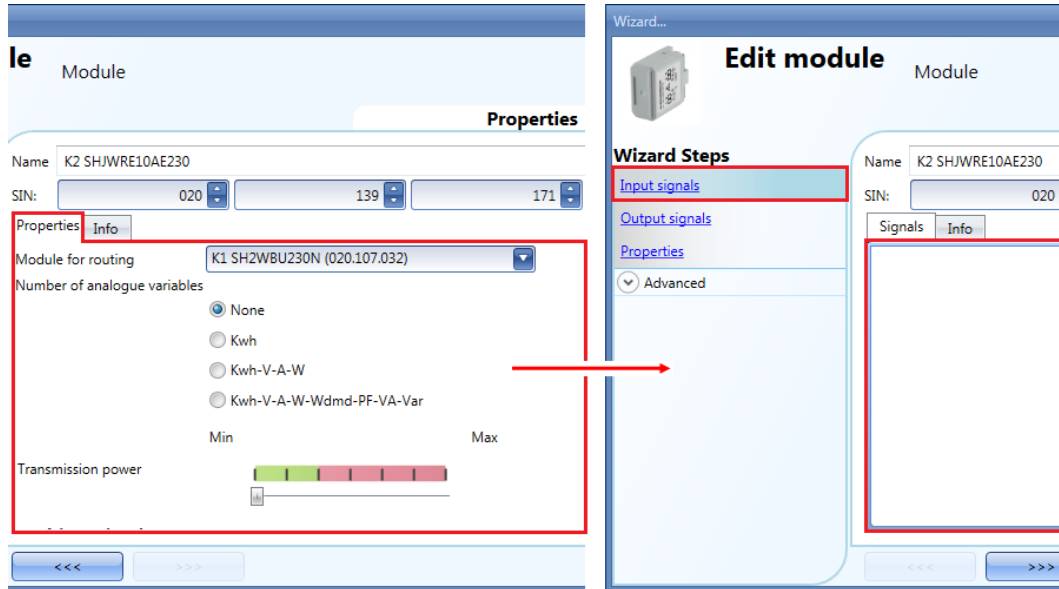 le
Module
Properties
Name K2 SHJWRE10AE230
SIN: 020 139 171
Properties Info
Module for routing K1 SH2WBU230N (020.107.032)
Number of analogue variables
None
Kwh
Kwh-V-A-W
Kwh-V-A-W-Wdmd-PF-VA-Var
Min Max
Transmission power
<<< >>>
Wizard...
Edit module
Module
Wizard Steps
Input signals
Output signals
Properties
Advanced
Name K2 SHJWRE10AE230
SIN: 020
Signals Info
<<< >>>